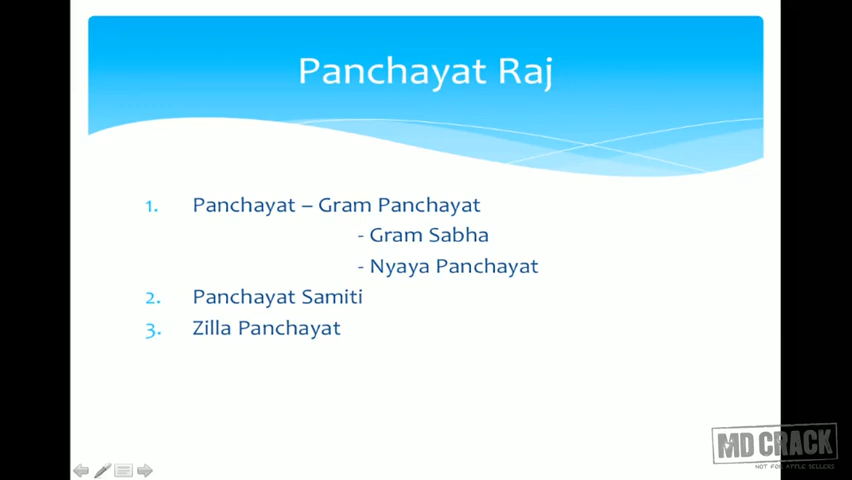 Panchayat Raj
1. Panchayat – Gram Panchayat
- Gram Sabha
- Nyaya Panchayat
2. Panchayat Samiti
3. Zilla Panchayat
MD CRACK
NOT FOR APPLE SELLERS